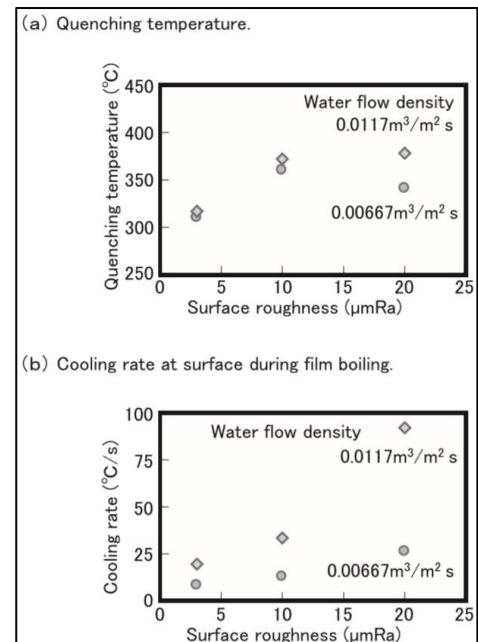 (a) Quenching temperature.
450
400
350
300
250
Quenching temperature (℃)
Water flow density
0.0117m³/m² s
0.00667m³/m² s
0 5 10 15 20 25
Surface roughness (μmRa)
(b) Cooling rate at surface during film boiling.
100
75
50
25
0
Cooling rate (℃/s)
Water flow density
0.0117m³/m² s
0.00667m³/m² s
0 5 10 15 20 25
Surface roughness (μmRa)